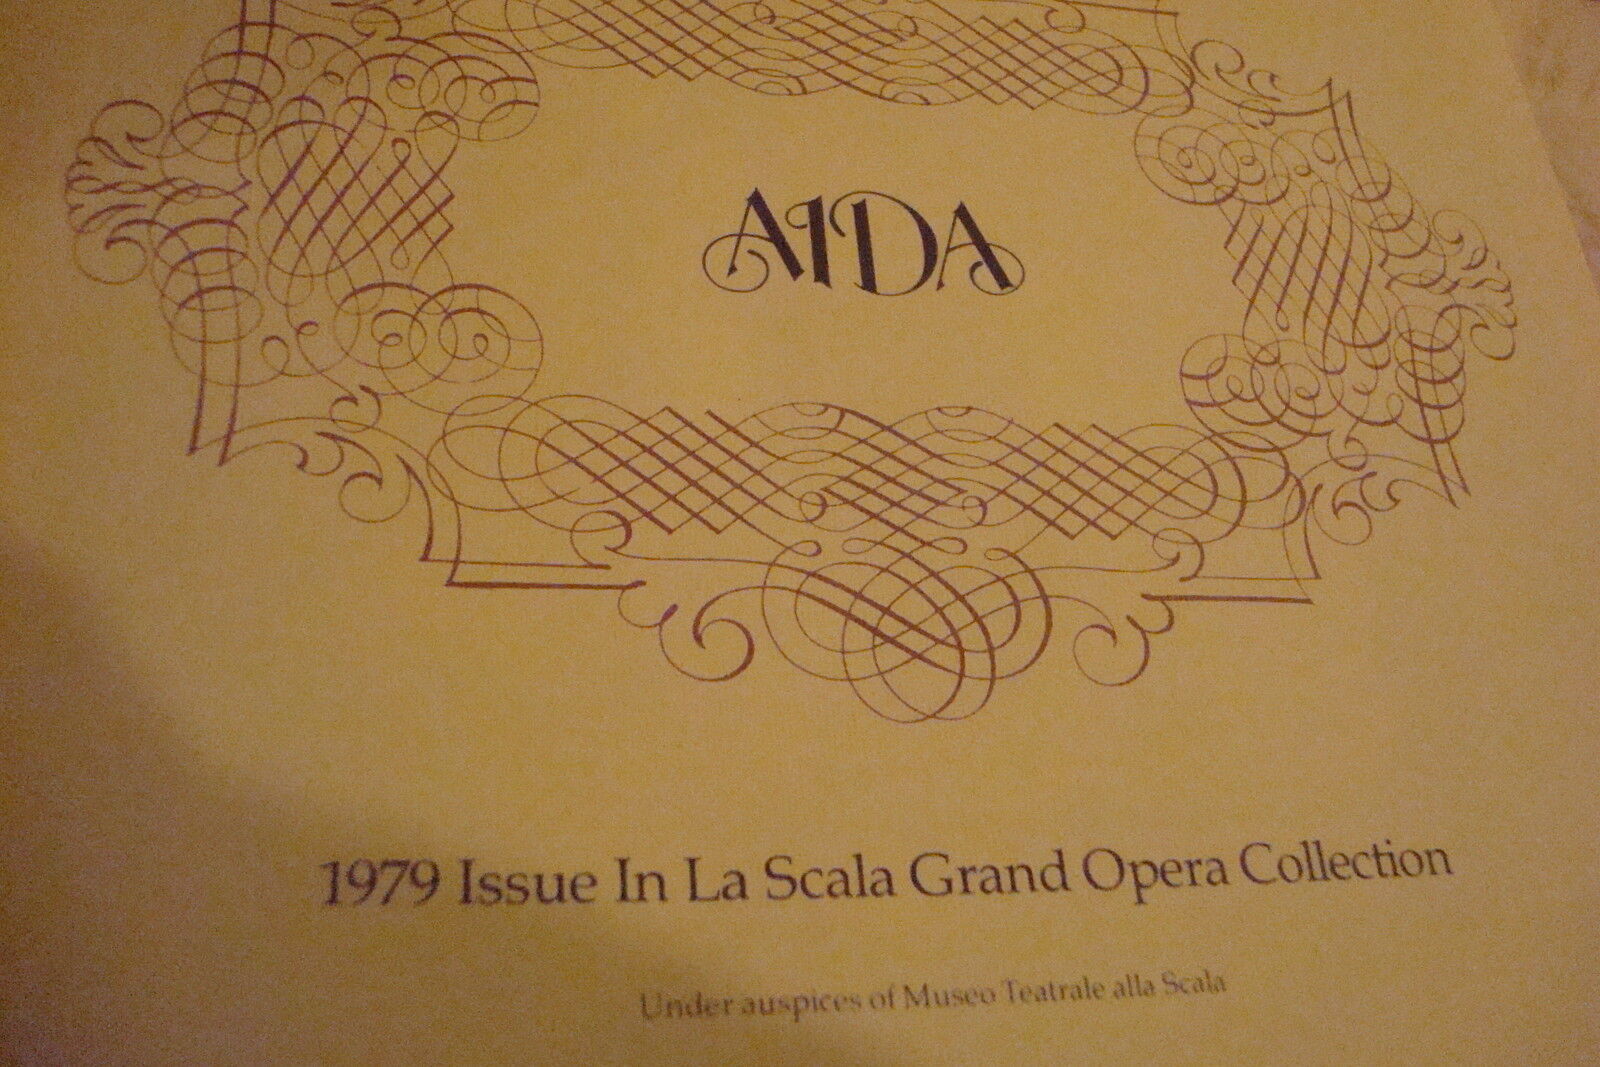 AIDA
1979 Issue In La Scala Grand Opera Collection
Under auspices of Museo Teatrale alla Scala